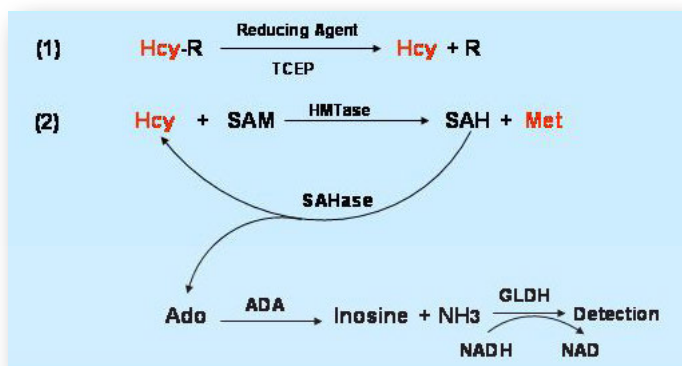 Reducing Agent
(1) Hcy-R Hcy + R
TCEP
(2) Hcy + SAM HMTase SAH + Met
SAHase
Ado ADA Inosine + NH3 GLDH Detection
NADH NAD